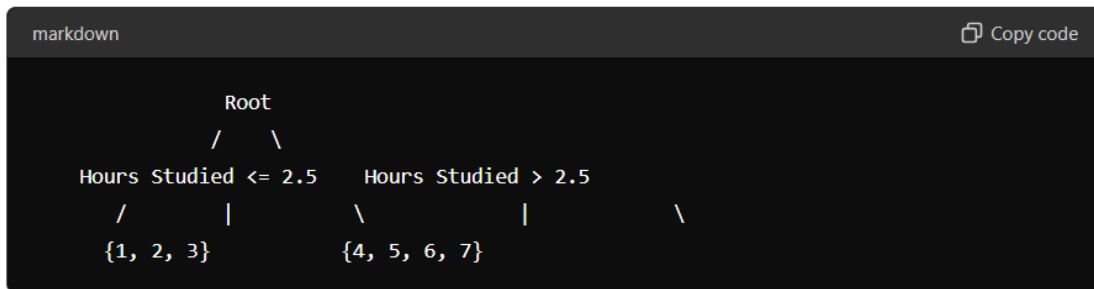 markdown Copy code
Root
/ \
Hours Studied <= 2.5 Hours Studied > 2.5
/ | \ | \
{1, 2, 3} {4, 5, 6, 7}